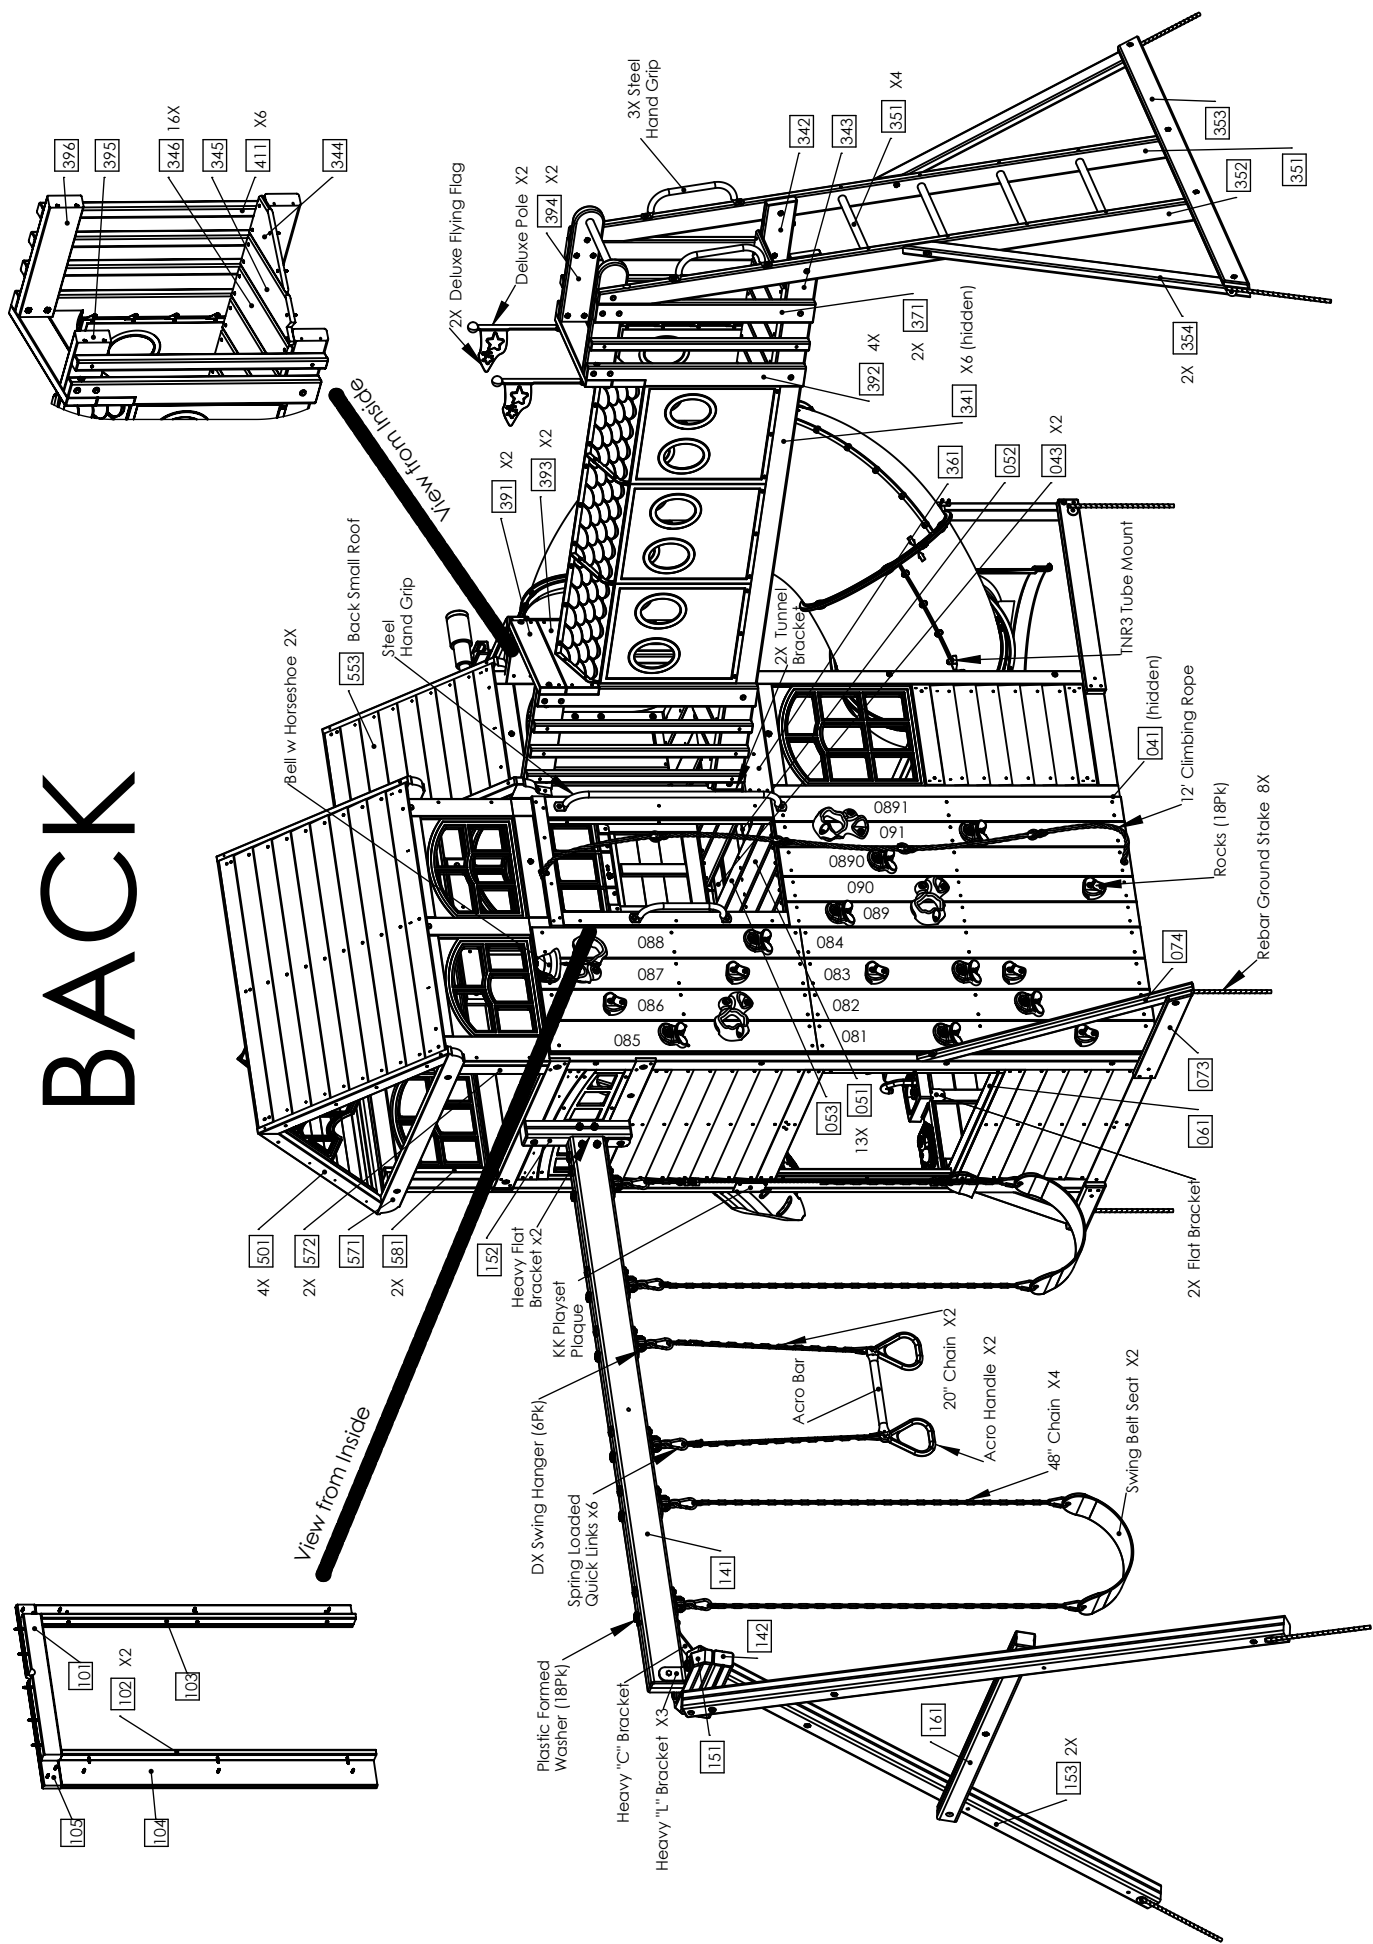 BACK
View from Inside
101
102 X2
103
104
105
View from Inside
396
395
346 16X
345
411 X6
344
4X 501
2X 572
571
2X 581
152
Heavy Flat
Bracket x2
KK Playset
Plaque
DX Swing Hanger (6Pk)
Spring Loaded
Quick Links x6
Plastic Formed
Washer (18Pk)
Heavy "C" Bracket
Heavy "L" Bracket X3
151
142
141
161
153 2X
Acro Bar
20" Chain X2
Acro Handle X2
48" Chain X4
Swing Belt Seat X2
Bell w Horseshoe 2X
553 Back Small Roof
Steel
Hand Grip
391 X2
393 X2
2X Deluxe Flying Flag
Deluxe Pole X2
394 X2
3X Steel
Hand Grip
342
343
351 X4
353
352
351
354
2X
371
2X
392 4X
341 X6 (hidden)
361
052
043 X2
2X Tunnel
Bracket
TNR3 Tube Mount
041 (hidden)
12' Climbing Rope
Rocks (18Pk)
Rebar Ground Stake 8X
074
073
061
2X Flat Bracket
053
13X 051
085
086
087
088
081
082
083
084
089
090
0890
091
0891